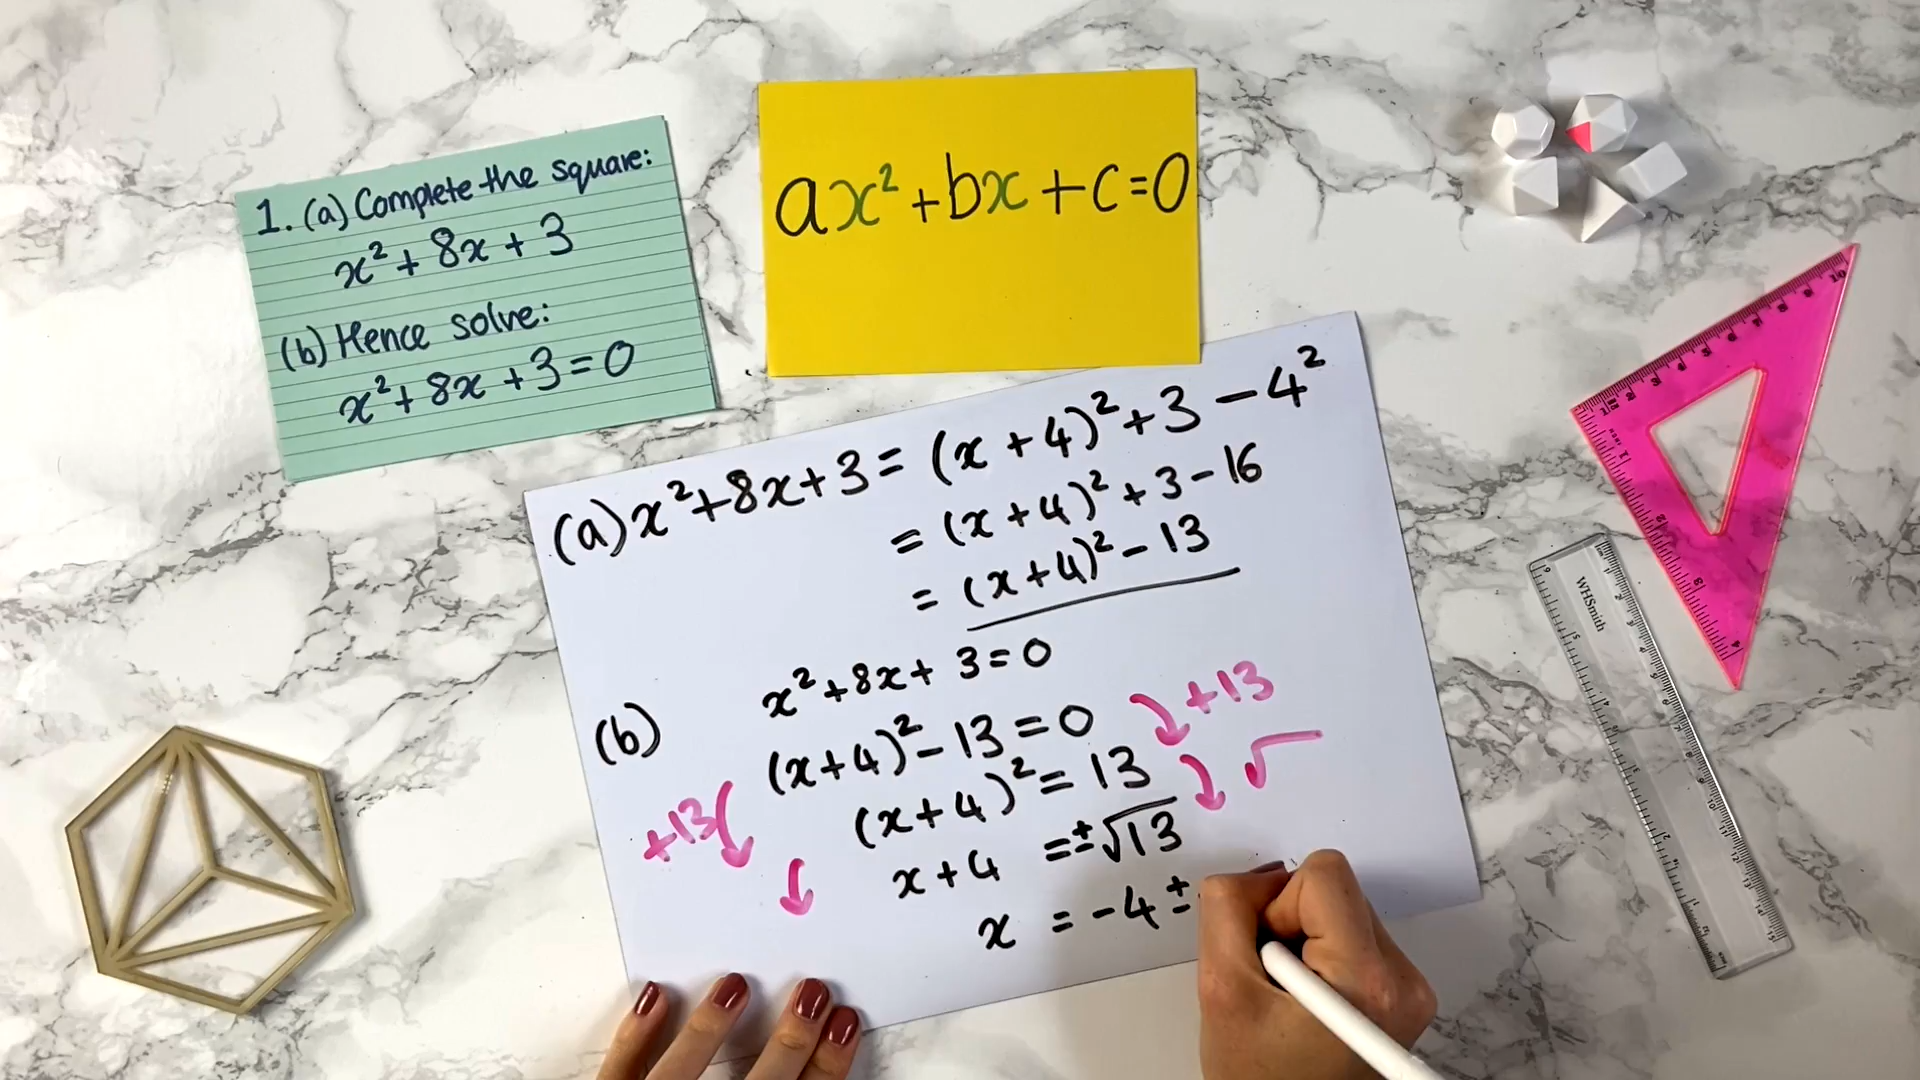 1. (a) Complete the square:
x² + 8x + 3
(b) Hence solve:
x² + 8x + 3 = 0
ax² + bx + c = 0
(a) x² + 8x + 3 = (x + 4)² + 3 - 4²
= (x + 4)² + 3 - 16
= (x + 4)² - 13
(b)
x² + 8x + 3 = 0
(x + 4)² - 13 = 0
+13
(x + 4)² = 13
+13
√
x + 4 = ±√13
x = -4 ±
WHSmith